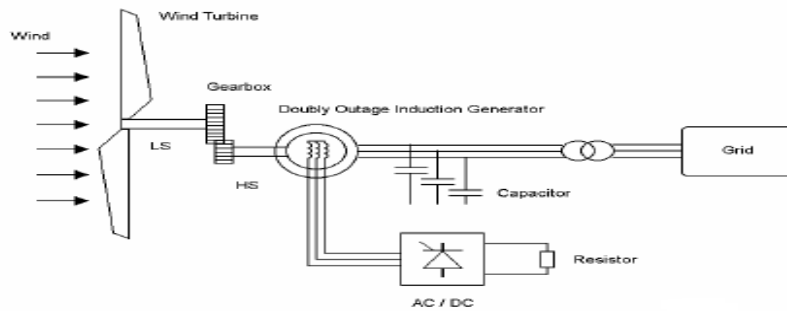 Wind Turbine
Wind
Gearbox
Doubly Outage Induction Generator
LS
HS
Grid
Capacitor
Resistor
AC / DC